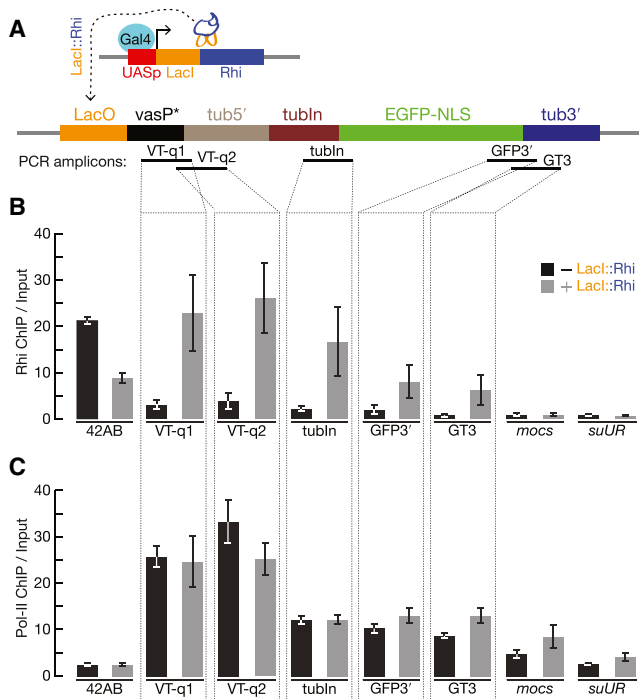 A
LacI::Rhi
Gal4
UASp LacI Rhi
LacO vasP* tub5′ tubIn EGFP-NLS tub3′
PCR amplicons: VT-q1 VT-q2 tubIn GFP3′ GT3
B
Rhi ChIP / Input
40
30
20
10
0
− LacI::Rhi
+ LacI::Rhi
42AB VT-q1 VT-q2 tubIn GFP3′ GT3 mocs suUR
C
Pol-II ChIP / Input
40
30
20
10
0
42AB VT-q1 VT-q2 tubIn GFP3′ GT3 mocs suUR